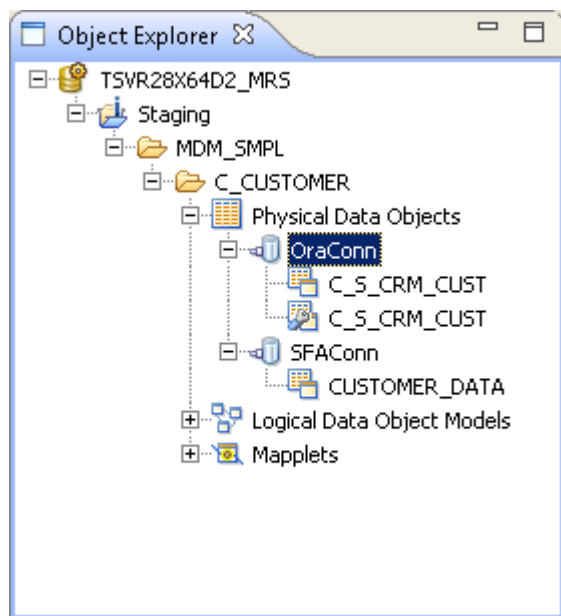 Object Explorer
TSVR28X64D2_MRS
Staging
MDM_SMPL
C_CUSTOMER
Physical Data Objects
OraConn
C_S_CRM_CUST
C_S_CRM_CUST
SFAConn
CUSTOMER_DATA
Logical Data Object Models
Mapplets